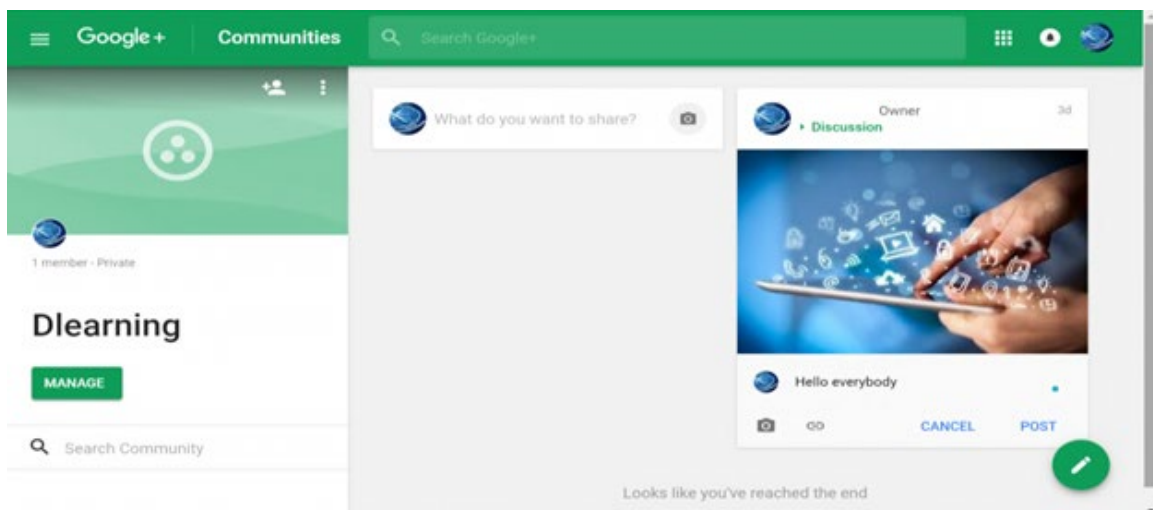 Google+ Communities Search Google+
1 member - Private
Dlearning
MANAGE
Search Community
What do you want to share?
Owner 3d
Discussion
Hello everybody
CANCEL POST
Looks like you've reached the end